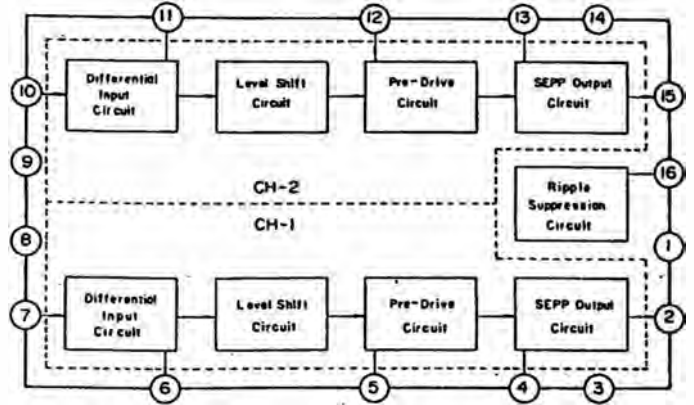 11 12 13 14
10 Differential Input Circuit Level Shift Circuit Pre-Drive Circuit SEPP Output Circuit 15
9 CH-2 16
Ripple Suppression Circuit
8 CH-1 1
7 Differential Input Circuit Level Shift Circuit Pre-Drive Circuit SEPP Output Circuit 2
6 5 4 3